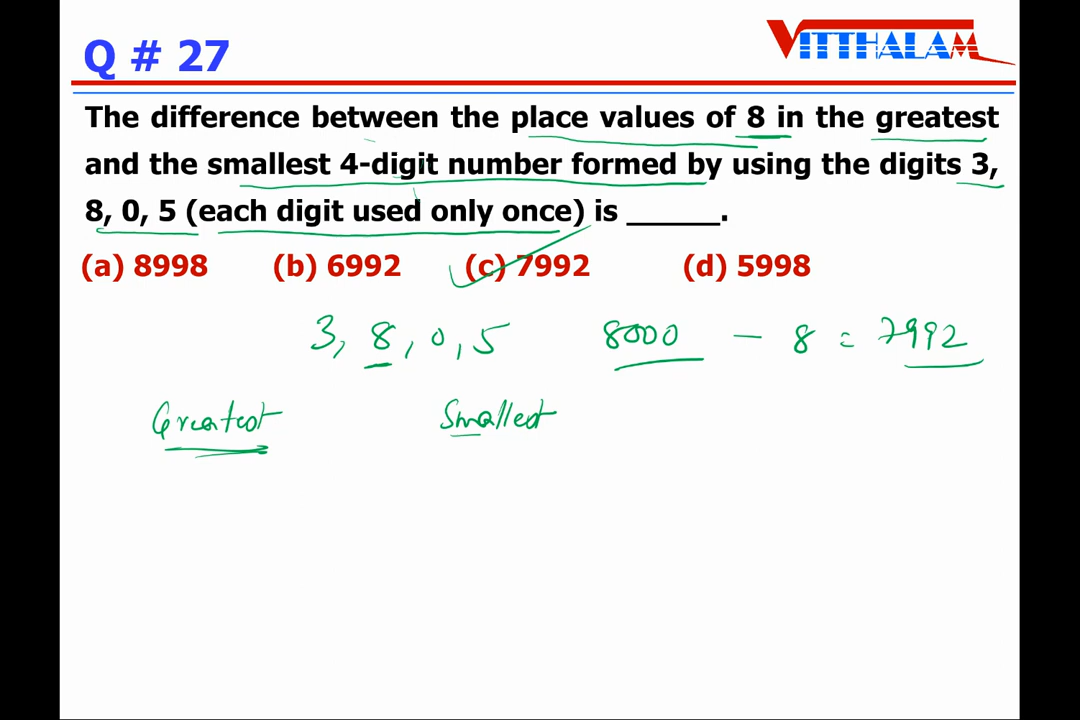 Q # 27
VITTHALAM
The difference between the place values of 8 in the greatest
and the smallest 4-digit number formed by using the digits 3,
8, 0, 5 (each digit used only once) is _____.
(a) 8998 (b) 6992 (c) 7992 (d) 5998
3, 8, 0, 5 8000 - 8 = 7992
Greatest Smallest